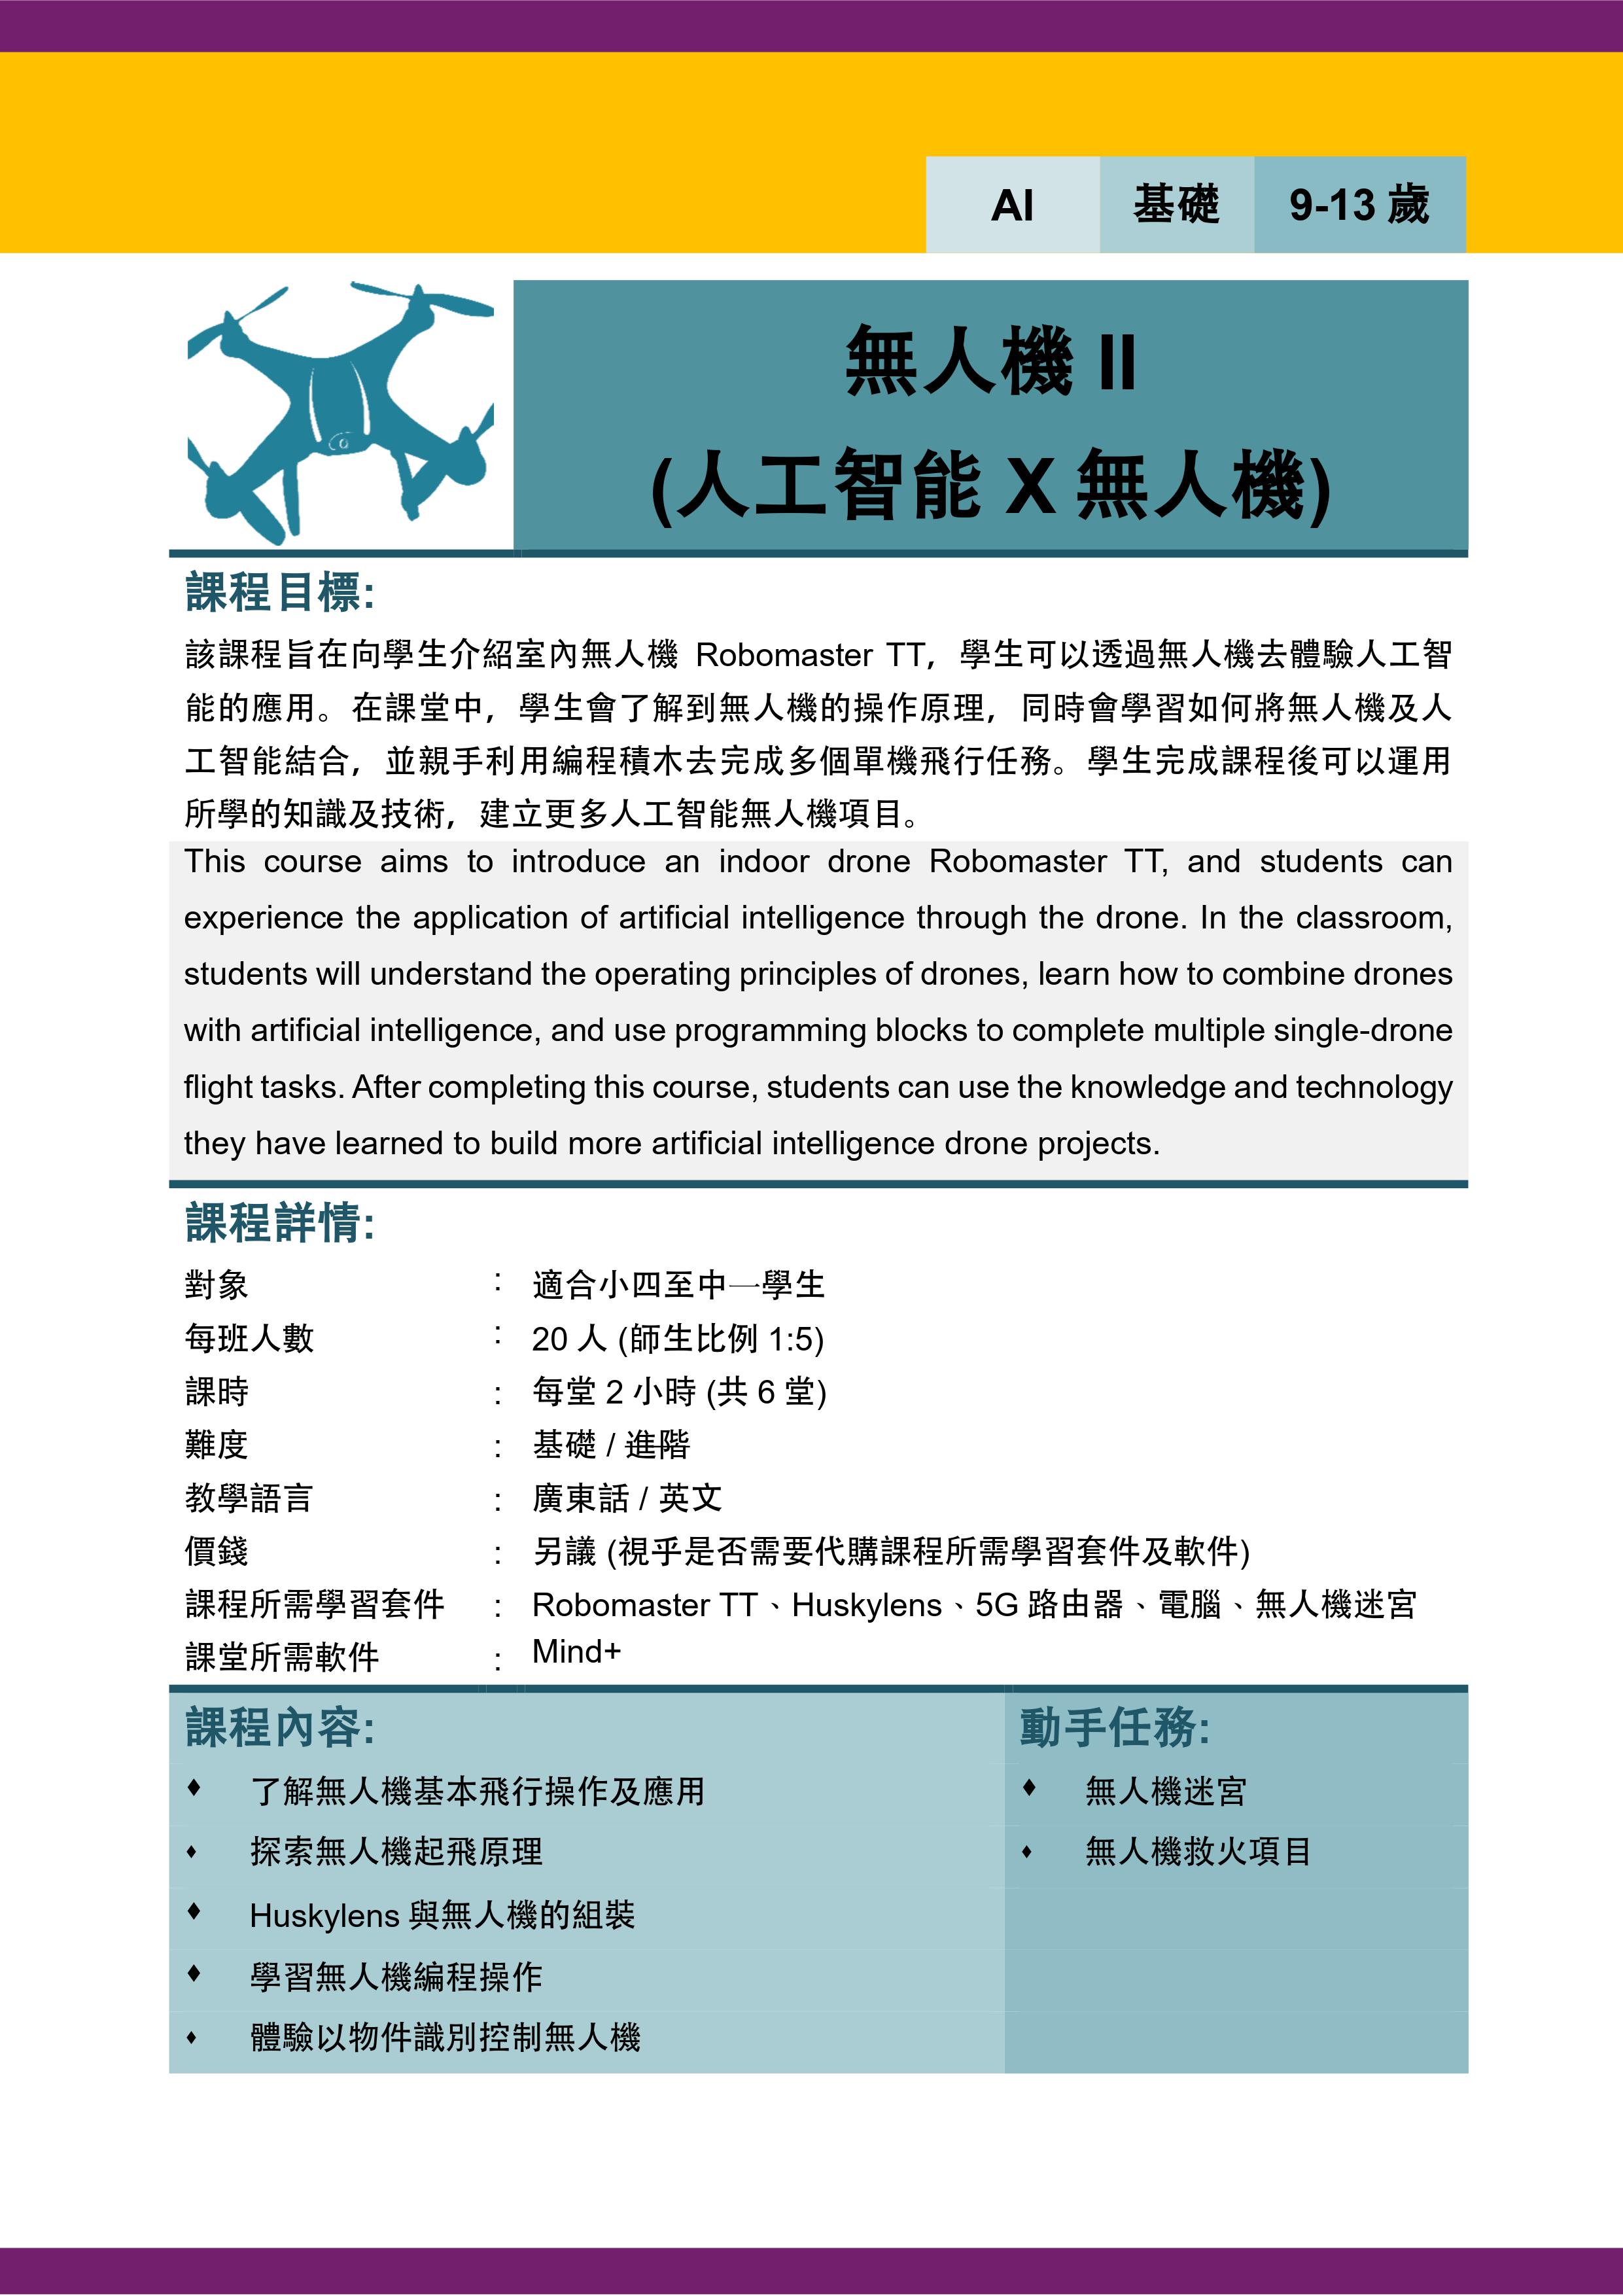 AI 基礎 9-13 歲
無人機 II
(人工智能 X 無人機)
課程目標:
該課程旨在向學生介紹室內無人機 Robomaster TT，學生可以透過無人機去體驗人工智
能的應用。在課堂中，學生會了解到無人機的操作原理，同時會學習如何將無人機及人
工智能結合，並親手利用編程積木去完成多個單機飛行任務。學生完成課程後可以運用
所學的知識及技術，建立更多人工智能無人機項目。
This course aims to introduce an indoor drone Robomaster TT, and students can
experience the application of artificial intelligence through the drone. In the classroom,
students will understand the operating principles of drones, learn how to combine drones
with artificial intelligence, and use programming blocks to complete multiple single-drone
flight tasks. After completing this course, students can use the knowledge and technology
they have learned to build more artificial intelligence drone projects.
課程詳情:
對象 : 適合小四至中一學生
每班人數 : 20 人 (師生比例 1:5)
課時 : 每堂 2 小時 (共 6 堂)
難度 : 基礎 / 進階
教學語言 : 廣東話 / 英文
價錢 : 另議 (視乎是否需要代購課程所需學習套件及軟件)
課程所需學習套件 : Robomaster TT、Huskylens、5G 路由器、電腦、無人機迷宮
課堂所需軟件 : Mind+
課程內容:
♦ 了解無人機基本飛行操作及應用
♦ 探索無人機起飛原理
♦ Huskylens 與無人機的組裝
♦ 學習無人機編程操作
♦ 體驗以物件識別控制無人機
動手任務:
♦ 無人機迷宮
♦ 無人機救火項目